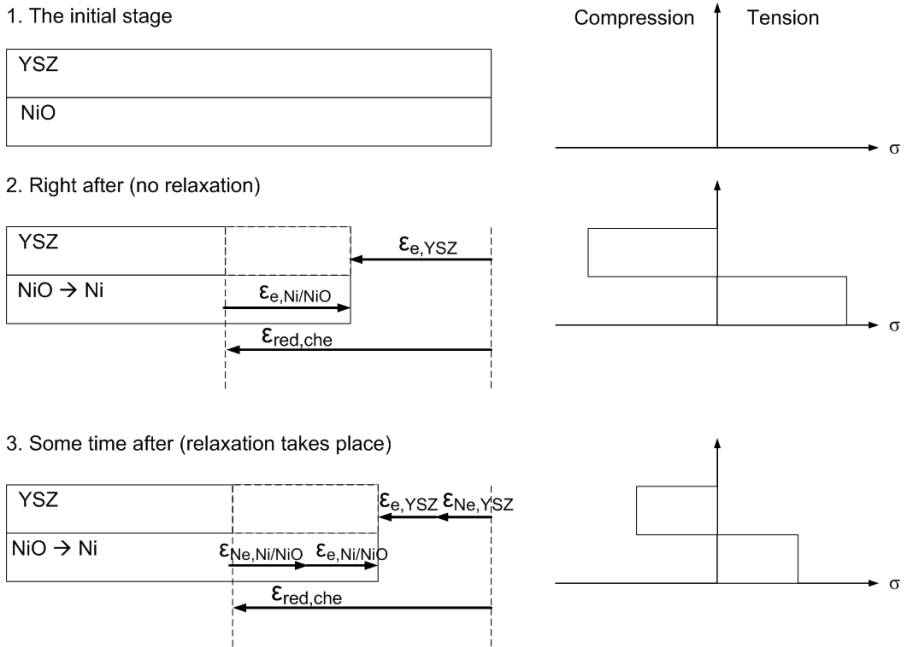 1. The initial stage
Compression Tension
YSZ
NiO
σ
2. Right after (no relaxation)
YSZ
εe,YSZ
NiO → Ni
εe,Ni/NiO
εred,che
σ
3. Some time after (relaxation takes place)
YSZ
εe,YSZ εNe,YSZ
NiO → Ni
εNe,Ni/NiO εe,Ni/NiO
εred,che
σ